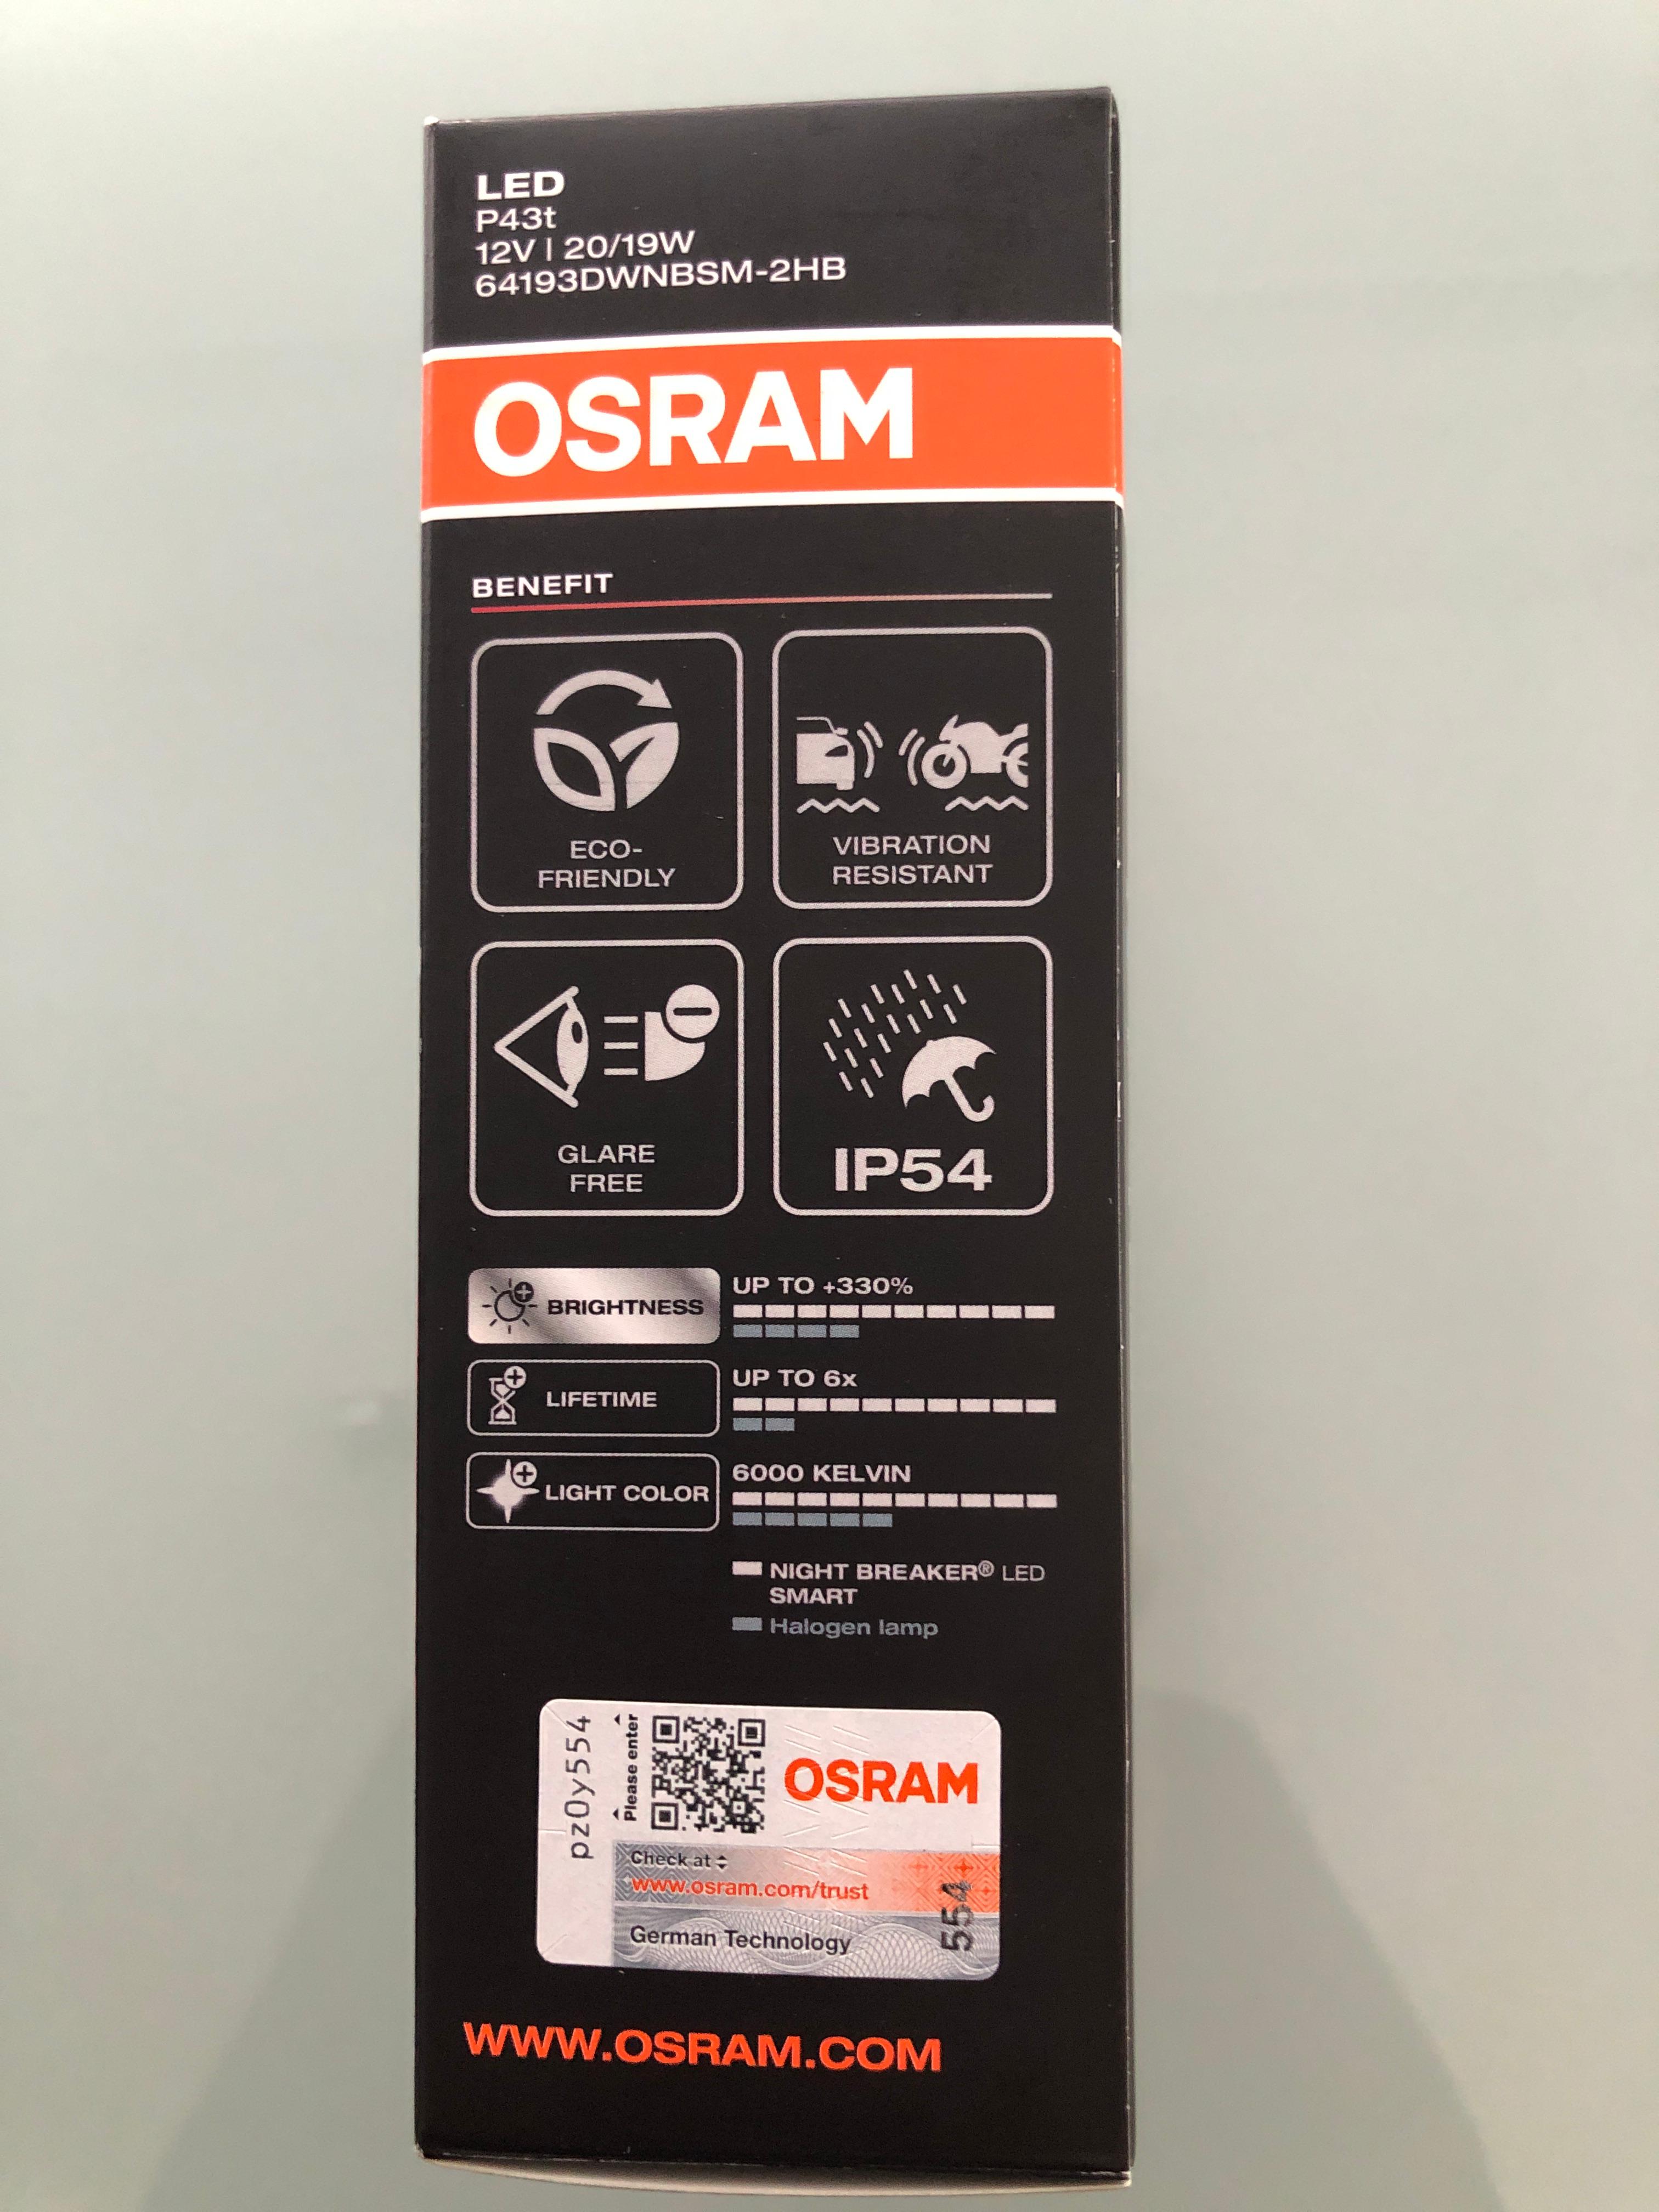 LED
P43t
12V | 20/19W
64193DWNBSM-2HB
OSRAM
BENEFIT
ECO-
FRIENDLY
VIBRATION
RESISTANT
GLARE
FREE
IP54
BRIGHTNESS
UP TO +330%
LIFETIME
UP TO 6x
LIGHT COLOR
6000 KELVIN
NIGHT BREAKER® LED
SMART
Halogen lamp
pz0y554
Please enter
OSRAM
Check at
www.osram.com/trust
German Technology
554
WWW.OSRAM.COM